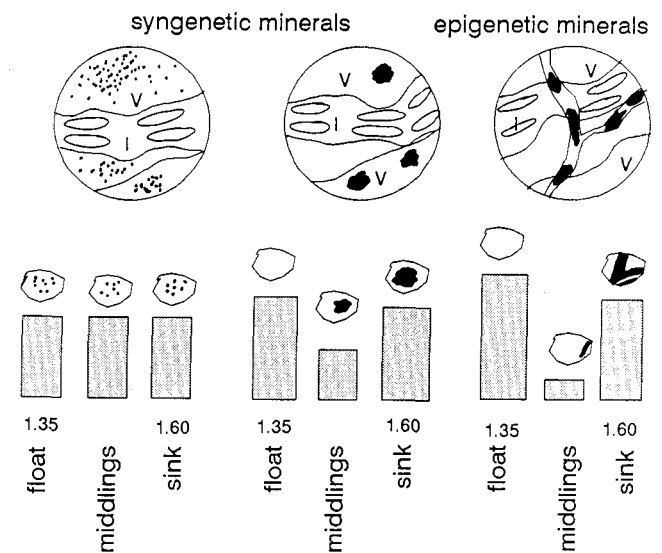 syngenetic minerals
epigenetic minerals
V
I
V
I
V
V
I
V
1.35
1.60
1.35
1.60
1.35
1.60
float
middlings
sink
float
middlings
sink
float
middlings
sink